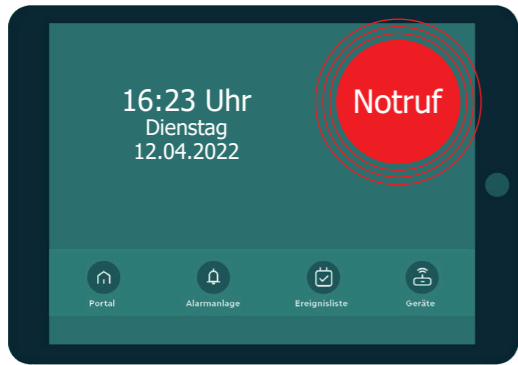 16:23 Uhr
Dienstag
12.04.2022
Notruf
Portal
Alarmanlage
Ereignisliste
Geräte